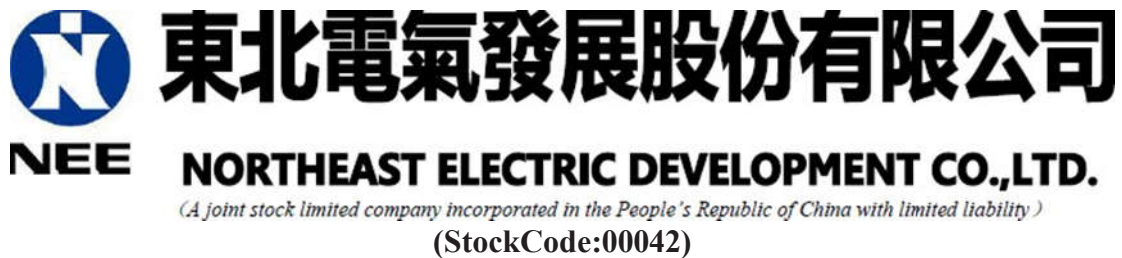 東北電氣發展股份有限公司
NEE
NORTHEAST ELECTRIC DEVELOPMENT CO.,LTD.
(A joint stock limited company incorporated in the People's Republic of China with limited liability)
(StockCode:00042)